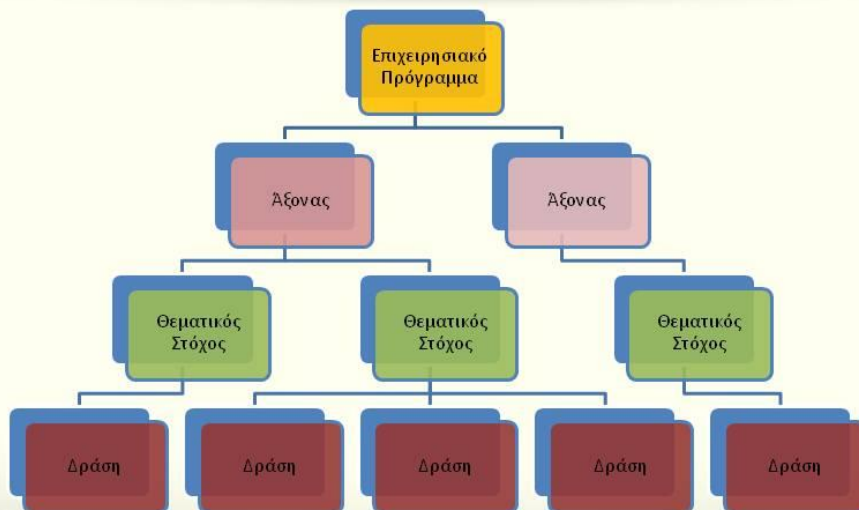 Επιχειρησιακό
Πρόγραμμα
Άξονας
Άξονας
Θεματικός
Στόχος
Θεματικός
Στόχος
Θεματικός
Στόχος
Δράση
Δράση
Δράση
Δράση
Δράση